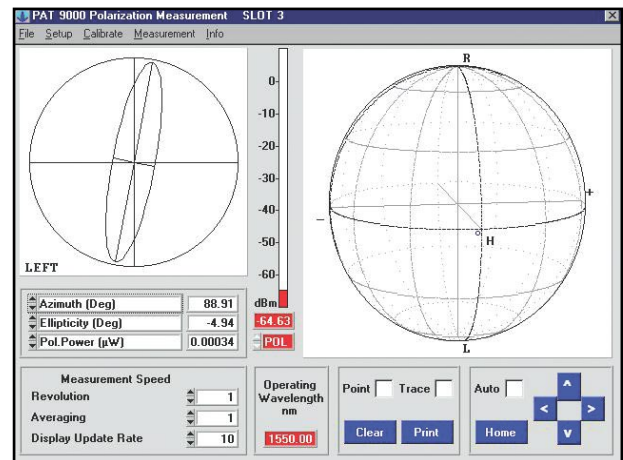 PAT 9000 Polarization Measurement SLOT 3
File Setup Calibrate Measurement Info
LEFT
0-
-10-
-20-
-30-
-40-
-50-
-60-
dBm
-64.63
POL
R
+
-
H
L
Azimuth (Deg) 88.91
Ellipticity (Deg) -4.94
Pol.Power (µW) 0.00034
Measurement Speed
Revolution 1
Averaging 1
Display Update Rate 10
Operating
Wavelength
nm
1550.00
Point Trace
Clear Print
Auto
Home